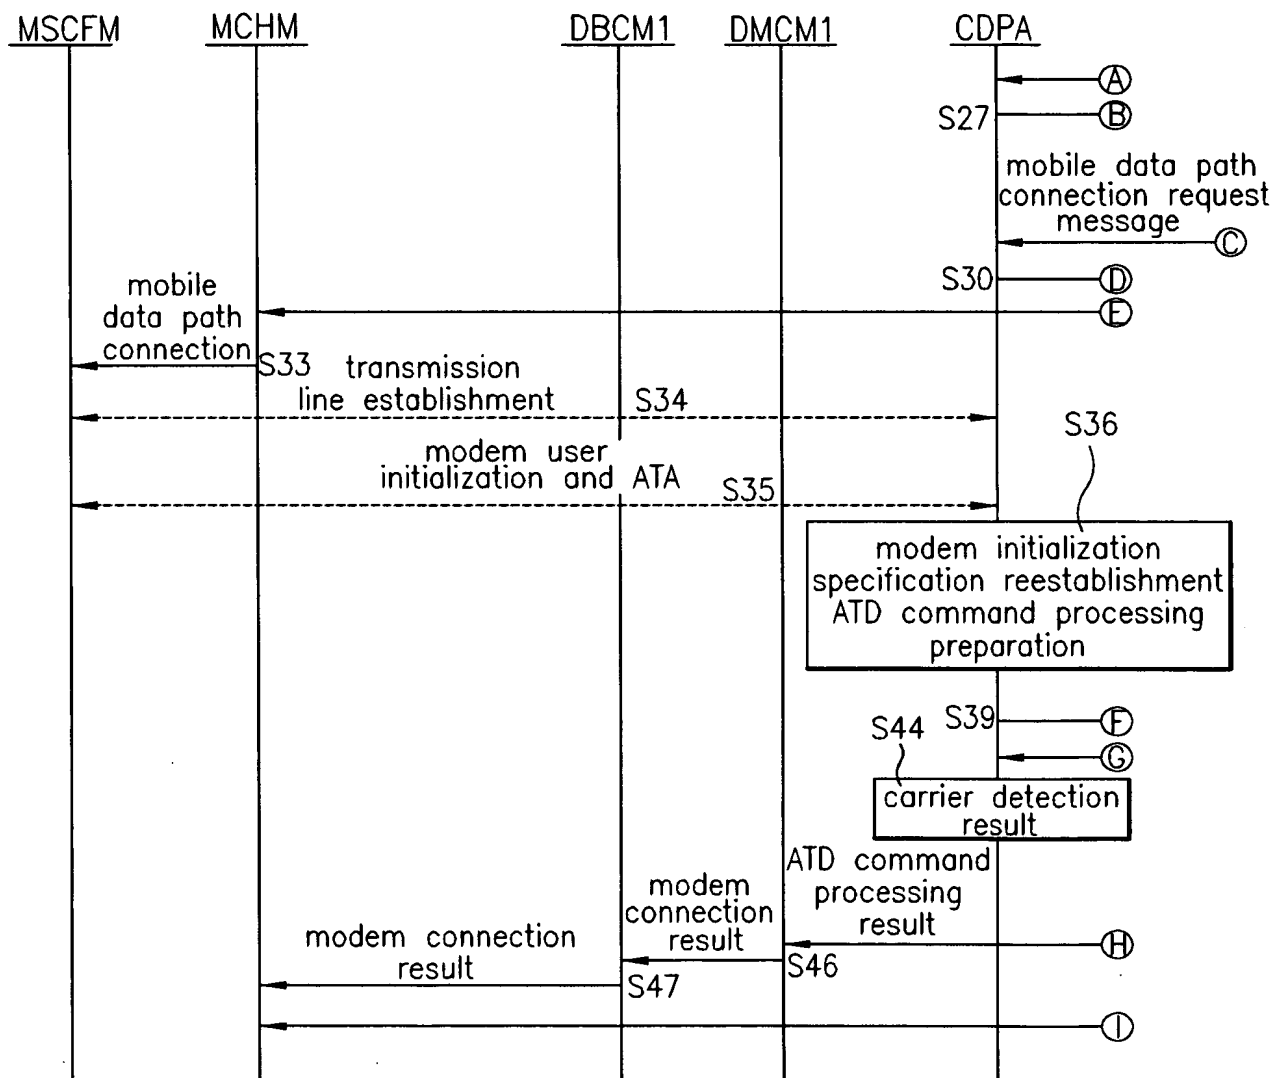 MSCFM MCHM DBCM1 DMCM1 CDPA
A
S27 B
mobile data path
connection request
message
C
S30 D
E
mobile
data path
connection
S33
transmission
line establishment S34
modem user
initialization and ATA
S35
S36
modem initialization
specification reestablishment
ATD command processing
preparation
S39 F
S44
G
carrier detection
result
ATD command
processing
result
H
modem
connection
result
S46
modem connection
result
S47
I